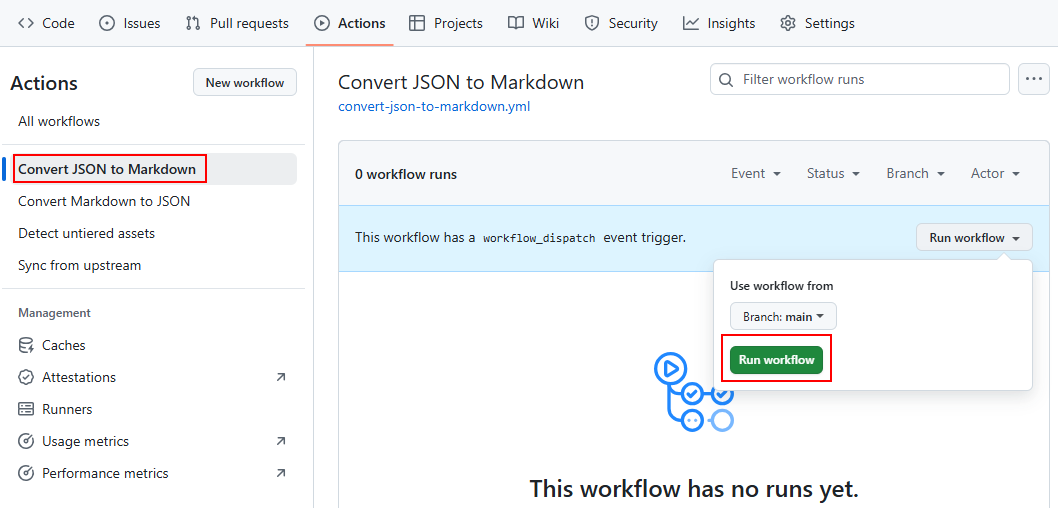 Code Issues Pull requests Actions Projects Wiki Security Insights Settings
Actions
New workflow
All workflows
Convert JSON to Markdown
Convert Markdown to JSON
Detect untiered assets
Sync from upstream
Management
Caches
Attestations
Runners
Usage metrics
Performance metrics
Convert JSON to Markdown
convert-json-to-markdown.yml
Filter workflow runs
0 workflow runs
Event Status Branch Actor
This workflow has a workflow_dispatch event trigger.
Run workflow
Use workflow from
Branch: main
Run workflow
This workflow has no runs yet.